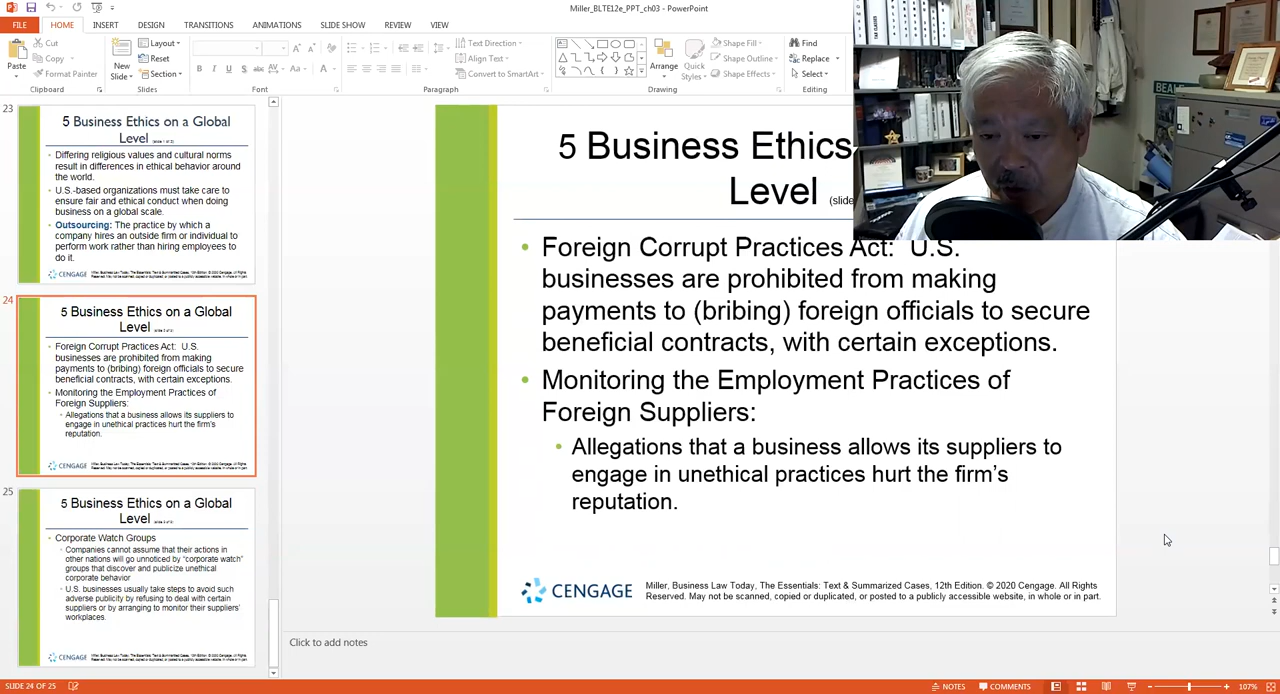 Miller_BLTE12e_PPT_ch03 - PowerPoint
FILE HOME INSERT DESIGN TRANSITIONS ANIMATIONS SLIDE SHOW REVIEW VIEW
Paste
Cut
Copy
Format Painter
Clipboard
New Slide
Layout
Reset
Section
Slides
B I U S abc AV Aa A
Font
Text Direction
Align Text
Convert to SmartArt
Paragraph
Arrange
Quick Styles
Shape Fill
Shape Outline
Shape Effects
Drawing
Find
Replace
Select
Editing
BEALE
23
5 Business Ethics on a Global
Level
Differing religious values and cultural norms
result in differences in ethical behavior around
the world.
U.S.-based organizations must take care to
ensure fair and ethical conduct when doing
business on a global scale.
Outsourcing: The practice by which a
company hires an outside firm or individual to
perform work rather than hiring employees to
do it.
CENGAGE
24
5 Business Ethics on a Global
Level
Foreign Corrupt Practices Act: U.S.
businesses are prohibited from making
payments to (bribing) foreign officials to secure
beneficial contracts, with certain exceptions.
Monitoring the Employment Practices of
Foreign Suppliers:
Allegations that a business allows its suppliers to
engage in unethical practices hurt the firm's
reputation.
CENGAGE
25
5 Business Ethics on a Global
Level
Corporate Watch Groups
Companies cannot assume that their actions in
other nations will go unnoticed by "corporate watch"
groups that discover and publicize unethical
corporate behavior
U.S. businesses usually take steps to avoid such
adverse publicity by refusing to deal with certain
suppliers or by arranging to monitor their suppliers'
workplaces.
CENGAGE
5 Business Ethics
Level (slide
Foreign Corrupt Practices Act: U.S.
businesses are prohibited from making
payments to (bribing) foreign officials to secure
beneficial contracts, with certain exceptions.
Monitoring the Employment Practices of
Foreign Suppliers:
Allegations that a business allows its suppliers to
engage in unethical practices hurt the firm's
reputation.
CENGAGE
Miller, Business Law Today, The Essentials: Text & Summarized Cases, 12th Edition. © 2020 Cengage. All Rights
Reserved. May not be scanned, copied or duplicated, or posted to a publicly accessible website, in whole or in part.
Click to add notes
SLIDE 24 OF 25
NOTES COMMENTS 107%